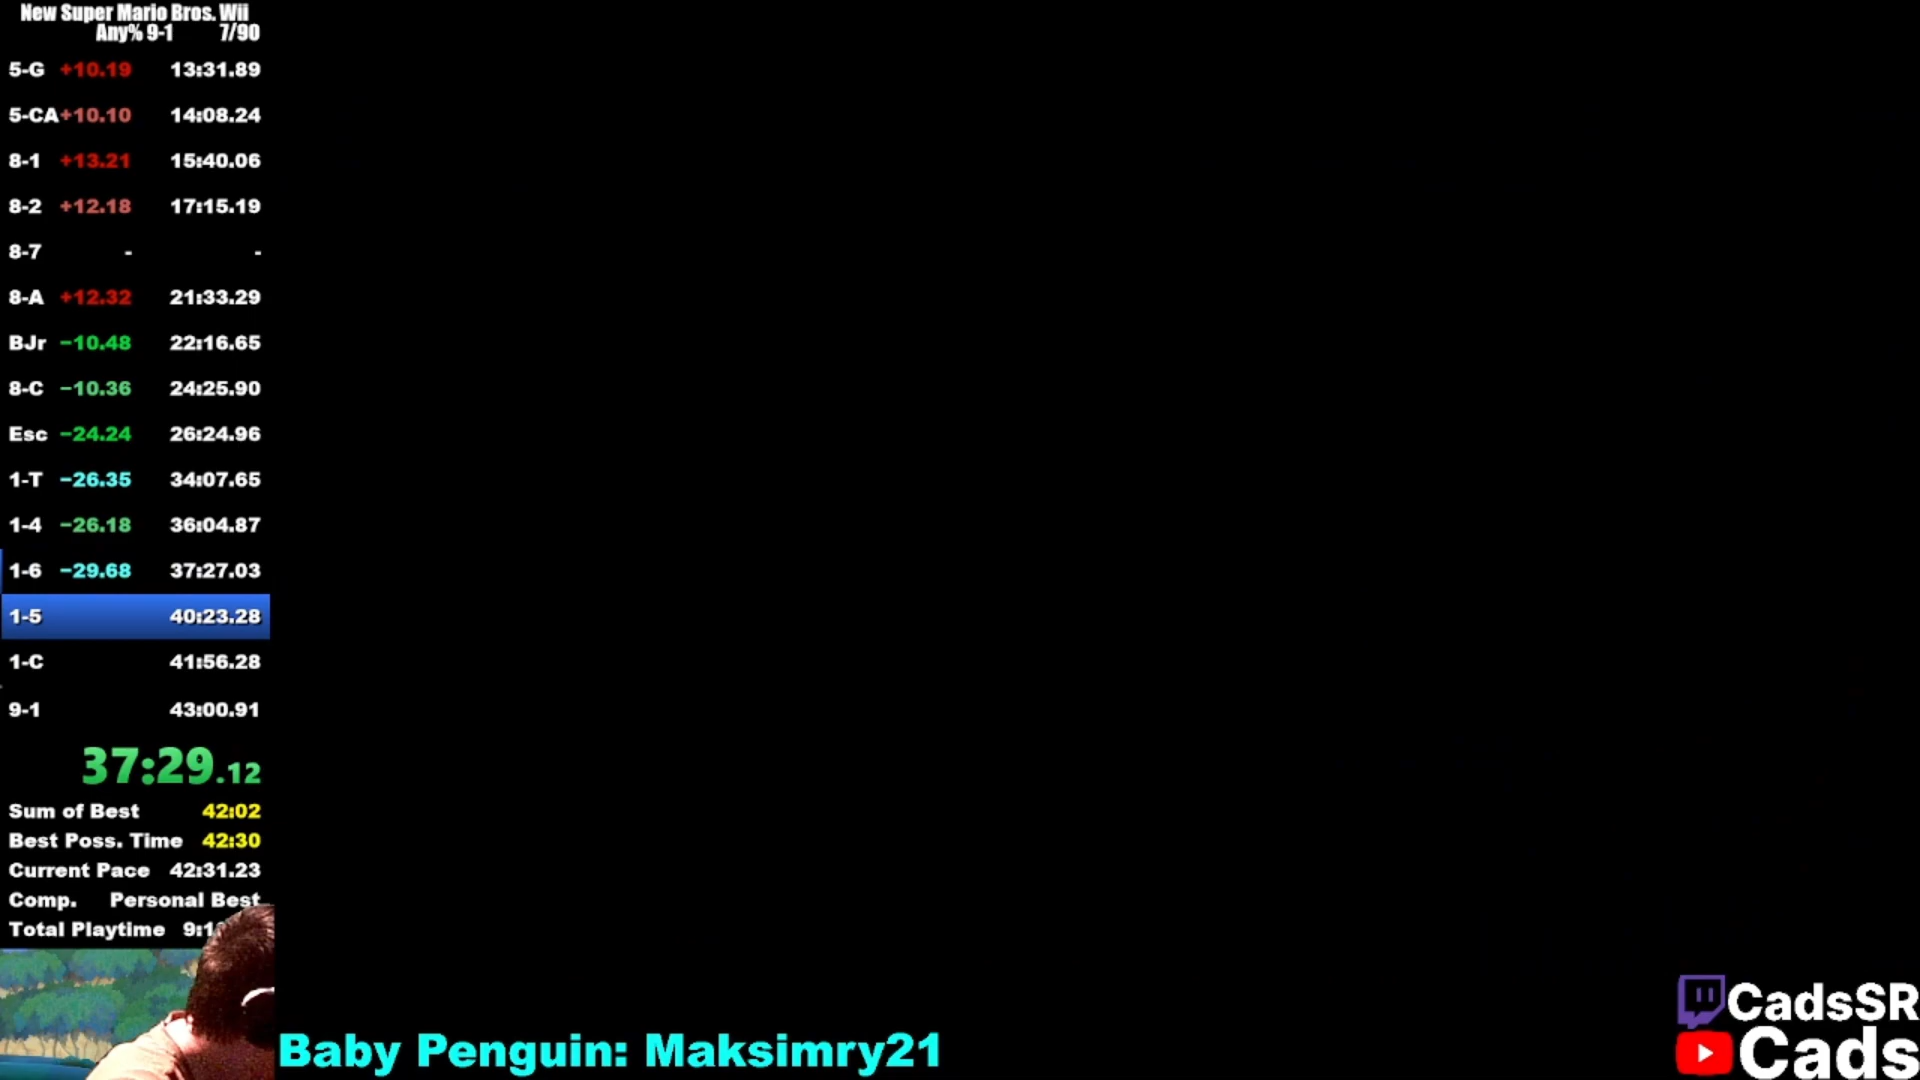 New Super Mario Bros. Wii
Any% 9-1 7/90
5-G +10.19 13:31.89
5-CA +10.10 14:08.24
8-1 +13.21 15:40.06
8-2 +12.18 17:15.19
8-7 - -
8-A +12.32 21:33.29
BJr −10.48 22:16.65
8-C −10.36 24:25.90
Esc −24.24 26:24.96
1-T −26.35 34:07.65
1-4 −26.18 36:04.87
1-6 −29.68 37:27.03
1-5 40:23.28
1-C 41:56.28
9-1 43:00.91
37:29.12
Sum of Best 42:02
Best Poss. Time 42:30
Current Pace 42:31.23
Comp. Personal Best
Total Playtime
Baby Penguin: Maksimry21
CadsSR
Cads